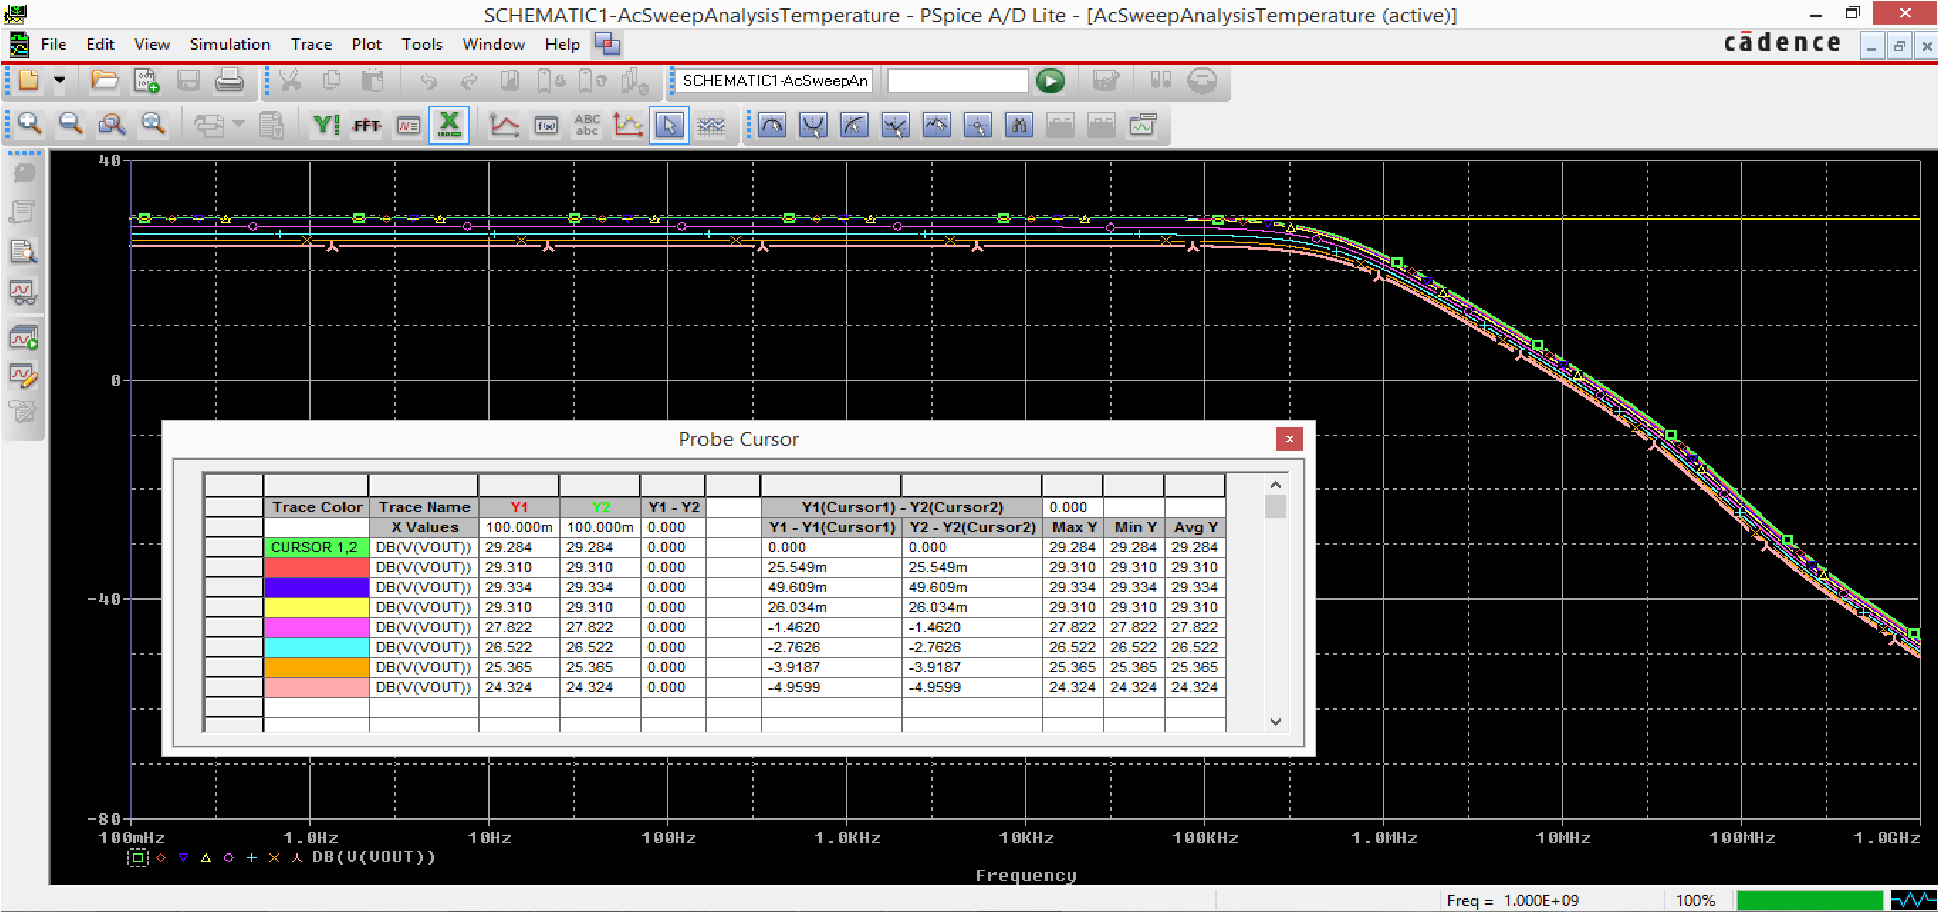 SCHEMATIC1-AcSweepAnalysisTemperature - PSpice A/D Lite - [AcSweepAnalysisTemperature (active)]
File Edit View Simulation Trace Plot Tools Window Help cādence
SCHEMATIC1-AcSweepAn
FFT f(x) ABC abc
40
0
-40
-80
Probe Cursor
Trace Color Trace Name Y1 Y2 Y1 - Y2 Y1(Cursor1) - Y2(Cursor2) 0.000
X Values 100.000m 100.000m 0.000 Y1 - Y1(Cursor1) Y2 - Y2(Cursor2) Max Y Min Y Avg Y
CURSOR 1,2 DB(V(VOUT)) 29.284 29.284 0.000 0.000 0.000 29.284 29.284 29.284
DB(V(VOUT)) 29.310 29.310 0.000 25.549m 25.549m 29.310 29.310 29.310
DB(V(VOUT)) 29.334 29.334 0.000 49.609m 49.609m 29.334 29.334 29.334
DB(V(VOUT)) 29.310 29.310 0.000 26.034m 26.034m 29.310 29.310 29.310
DB(V(VOUT)) 27.822 27.822 0.000 -1.4620 -1.4620 27.822 27.822 27.822
DB(V(VOUT)) 26.522 26.522 0.000 -2.7626 -2.7626 26.522 26.522 26.522
DB(V(VOUT)) 25.365 25.365 0.000 -3.9187 -3.9187 25.365 25.365 25.365
DB(V(VOUT)) 24.324 24.324 0.000 -4.9599 -4.9599 24.324 24.324 24.324
100mHz 1.0Hz 10Hz 100Hz 1.0KHz 10KHz 100KHz 1.0MHz 10MHz 100MHz 1.0GHz
DB(V(VOUT))
Frequency
Freq = 1.000E+09 100%